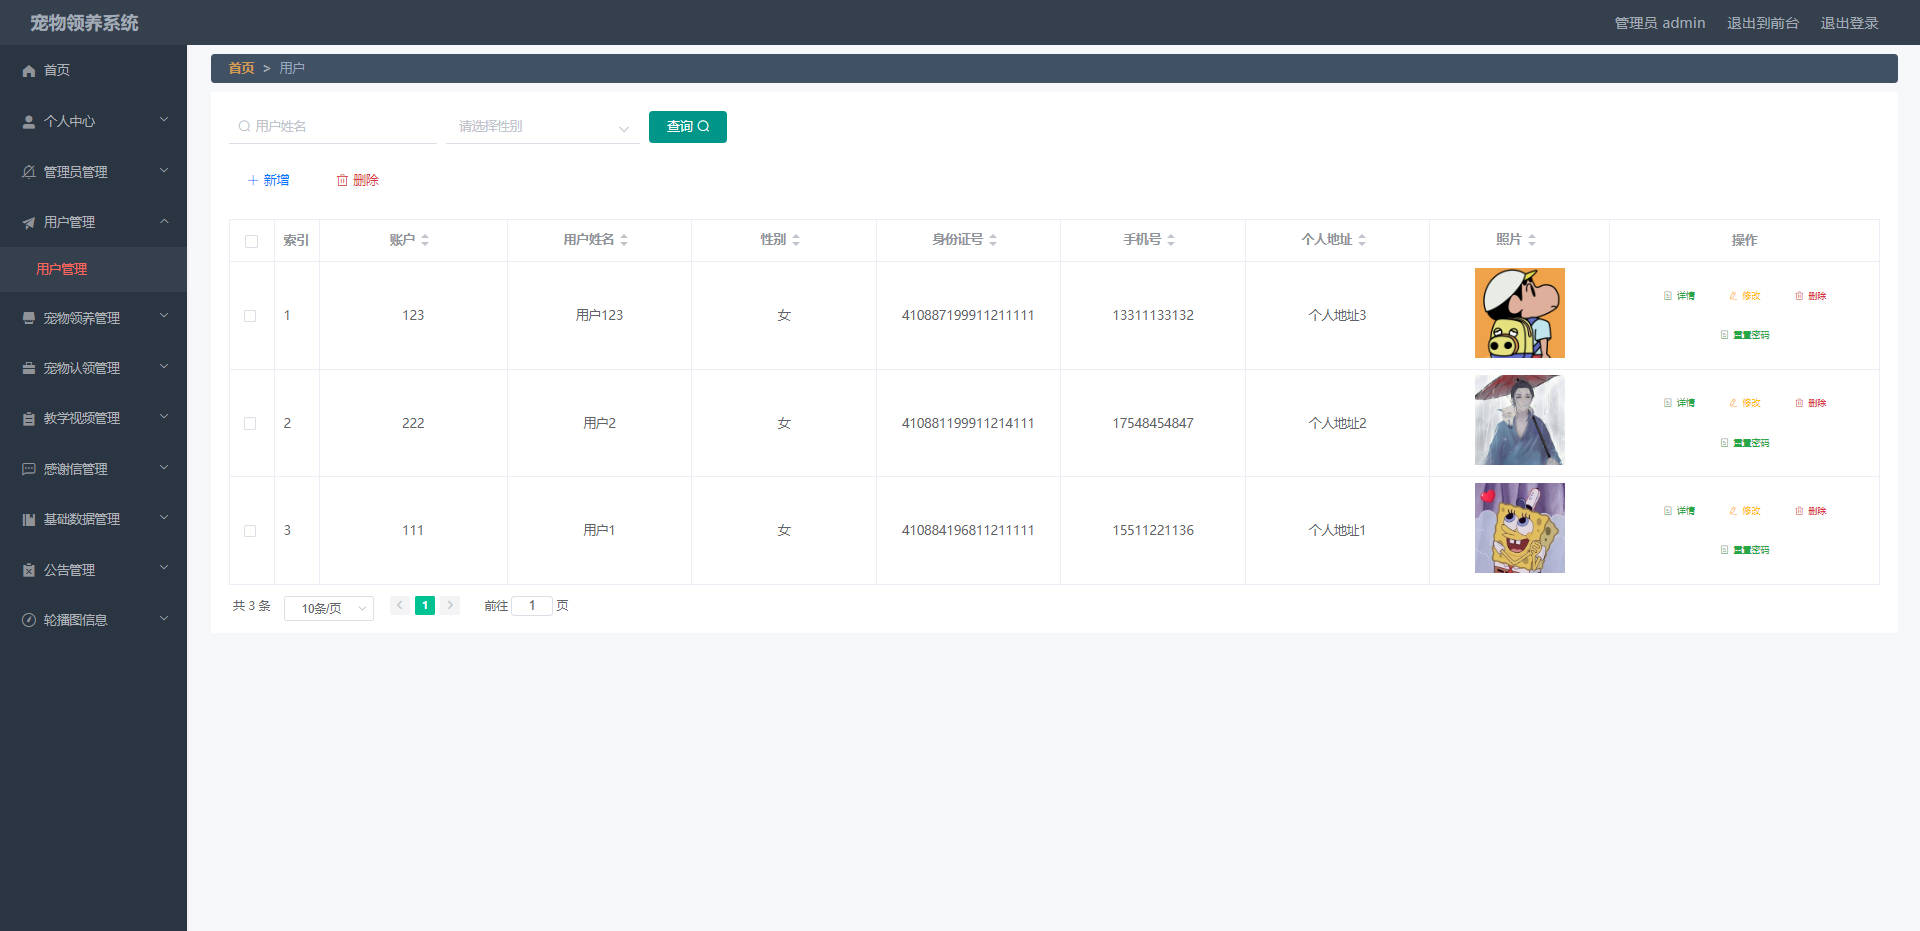 宠物领养系统
管理员 admin 退出到前台 退出登录
首页
个人中心
管理员管理
用户管理
用户管理
宠物领养管理
宠物认领管理
教学视频管理
感谢信管理
基础数据管理
公告管理
轮播图信息
首页 > 用户
用户姓名 请选择性别 查询
新增 删除
索引 账户 用户姓名 性别 身份证号 手机号 个人地址 照片 操作
1 123 用户123 女 410887199911211111 13311133132 个人地址3 详情 修改 删除
重置密码
2 222 用户2 女 410881199911214111 17548454847 个人地址2 详情 修改 删除
重置密码
3 111 用户1 女 410884196811211111 15511221136 个人地址1 详情 修改 删除
重置密码
共 3 条 10条/页 1 前往 1 页